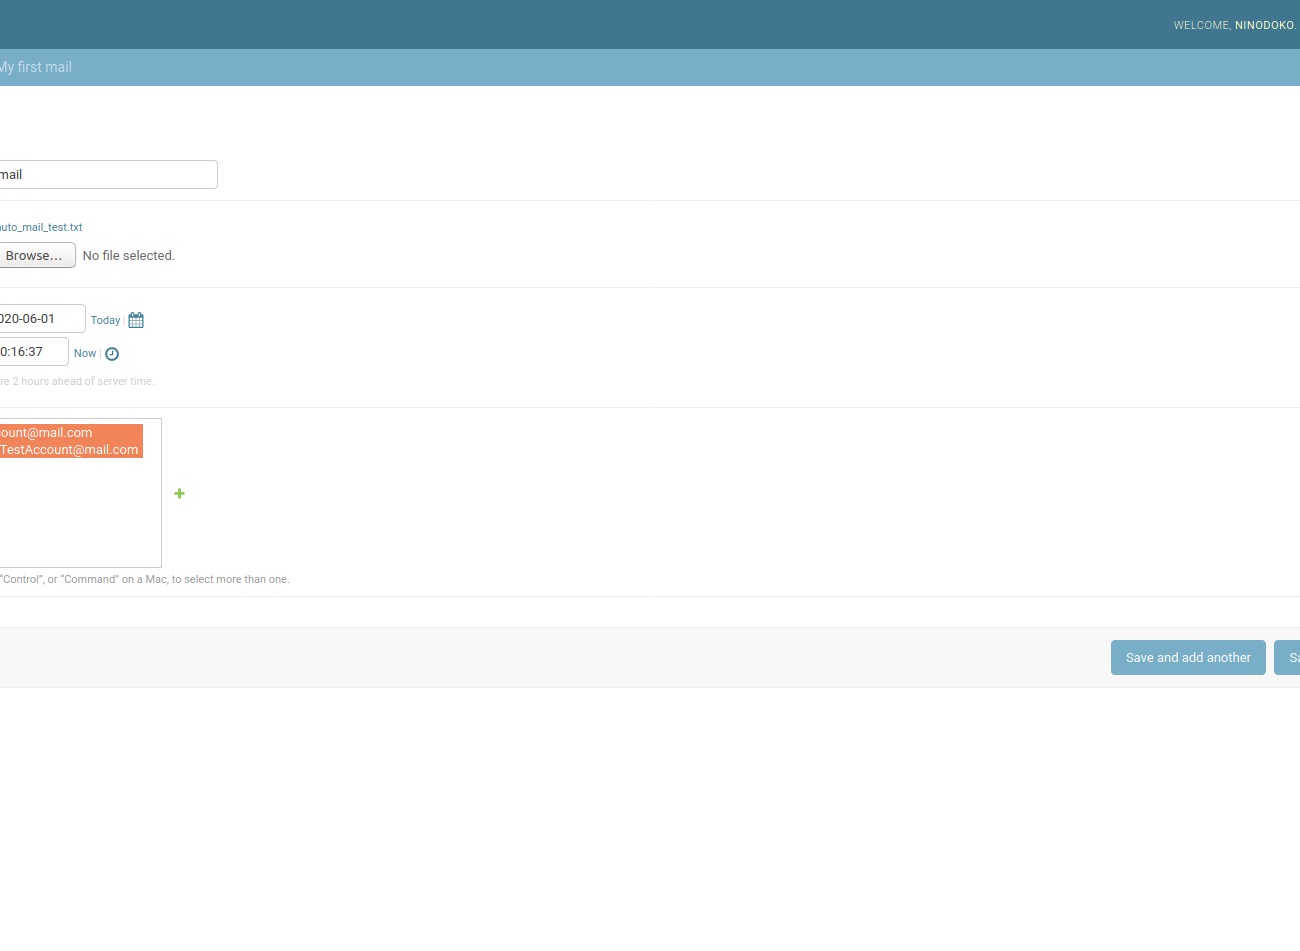 WELCOME, NINODOKO.
My first mail
mail
auto_mail_test.txt
Browse... No file selected.
020-06-01 Today |
0:16:37 Now |
re 2 hours ahead of server time.
count@mail.com
TestAccount@mail.com
"Control", or "Command" on a Mac, to select more than one.
Save and add another Sa